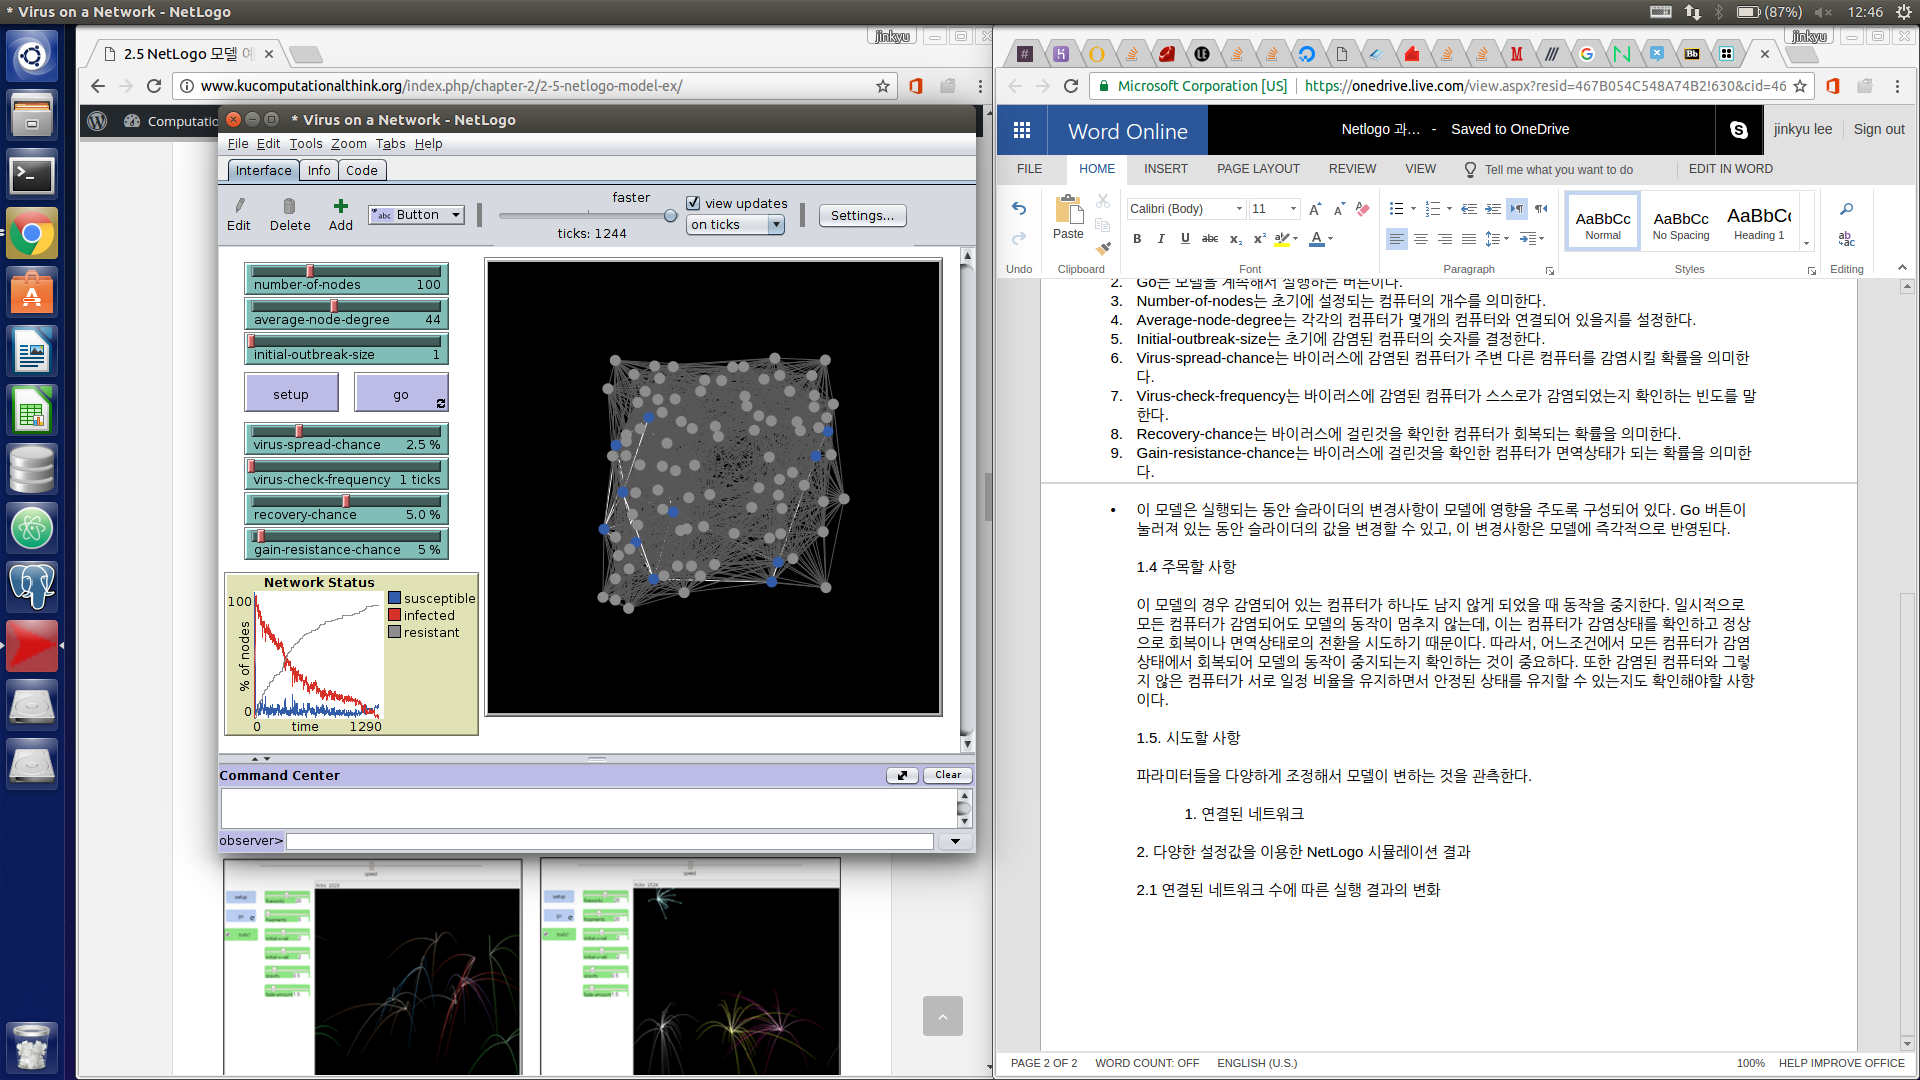 * Virus on a Network - NetLogo
(87%)
12:46
jinkyu
2.5 NetLogo 모델 예
www.kucomputationalthink.org/index.php/chapter-2/2-5-netlogo-model-ex/
Computatio
* Virus on a Network - NetLogo
File Edit Tools Zoom Tabs Help
Interface Info Code
Edit Delete Add
abc Button
faster
ticks: 1244
view updates
on ticks
Settings...
number-of-nodes 100
average-node-degree 44
initial-outbreak-size 1
setup go
virus-spread-chance 2.5 %
virus-check-frequency 1 ticks
recovery-chance 5.0 %
gain-resistance-chance 5 %
Network Status
100
% of nodes
0
0 time 1290
susceptible
infected
resistant
Command Center
Clear
observer>
speed
setup
go
speed
setup
go
jinkyu
Microsoft Corporation [US] https://onedrive.live.com/view.aspx?resid=467B054C548A74B2!630&cid=46
Word Online
Netlogo 과... - Saved to OneDrive
jinkyu lee Sign out
FILE HOME INSERT PAGE LAYOUT REVIEW VIEW Tell me what you want to do EDIT IN WORD
Paste
Calibri (Body) 11
B I U abc x₂ x² A
AaBbCc AaBbCc AaBbCc
Normal No Spacing Heading 1
Undo Clipboard Font Paragraph Styles Editing
2. Go는 모델을 계속해서 실행하는 버튼이다.
3. Number-of-nodes는 초기에 설정되는 컴퓨터의 개수를 의미한다.
4. Average-node-degree는 각각의 컴퓨터가 몇개의 컴퓨터와 연결되어 있을지를 설정한다.
5. Initial-outbreak-size는 초기에 감염된 컴퓨터의 숫자를 결정한다.
6. Virus-spread-chance는 바이러스에 감염된 컴퓨터가 주변 다른 컴퓨터를 감염시킬 확률을 의미한
다.
7. Virus-check-frequency는 바이러스에 감염된 컴퓨터가 스스로가 감염되었는지 확인하는 빈도를 말
한다.
8. Recovery-chance는 바이러스에 걸린것을 확인한 컴퓨터가 회복되는 확률을 의미한다.
9. Gain-resistance-chance는 바이러스에 걸린것을 확인한 컴퓨터가 면역상태가 되는 확률을 의미한
다.
• 이 모델은 실행되는 동안 슬라이더의 변경사항이 모델에 영향을 주도록 구성되어 있다. Go 버튼이
눌러져 있는 동안 슬라이더의 값을 변경할 수 있고, 이 변경사항은 모델에 즉각적으로 반영된다.
1.4 주목할 사항
이 모델의 경우 감염되어 있는 컴퓨터가 하나도 남지 않게 되었을 때 동작을 중지한다. 일시적으로
모든 컴퓨터가 감염되어도 모델의 동작이 멈추지 않는데, 이는 컴퓨터가 감염상태를 확인하고 정상
으로 회복이나 면역상태로의 전환을 시도하기 때문이다. 따라서, 어느조건에서 모든 컴퓨터가 감염
상태에서 회복되어 모델의 동작이 중지되는지 확인하는 것이 중요하다. 또한 감염된 컴퓨터와 그렇
지 않은 컴퓨터가 서로 일정 비율을 유지하면서 안정된 상태를 유지할 수 있는지도 확인해야할 사항
이다.
1.5. 시도할 사항
파라미터들을 다양하게 조정해서 모델이 변하는 것을 관측한다.
1. 연결된 네트워크
2. 다양한 설정값을 이용한 NetLogo 시뮬레이션 결과
2.1 연결된 네트워크 수에 따른 실행 결과의 변화
PAGE 2 OF 2 WORD COUNT: OFF ENGLISH (U.S.) 100% HELP IMPROVE OFFICE